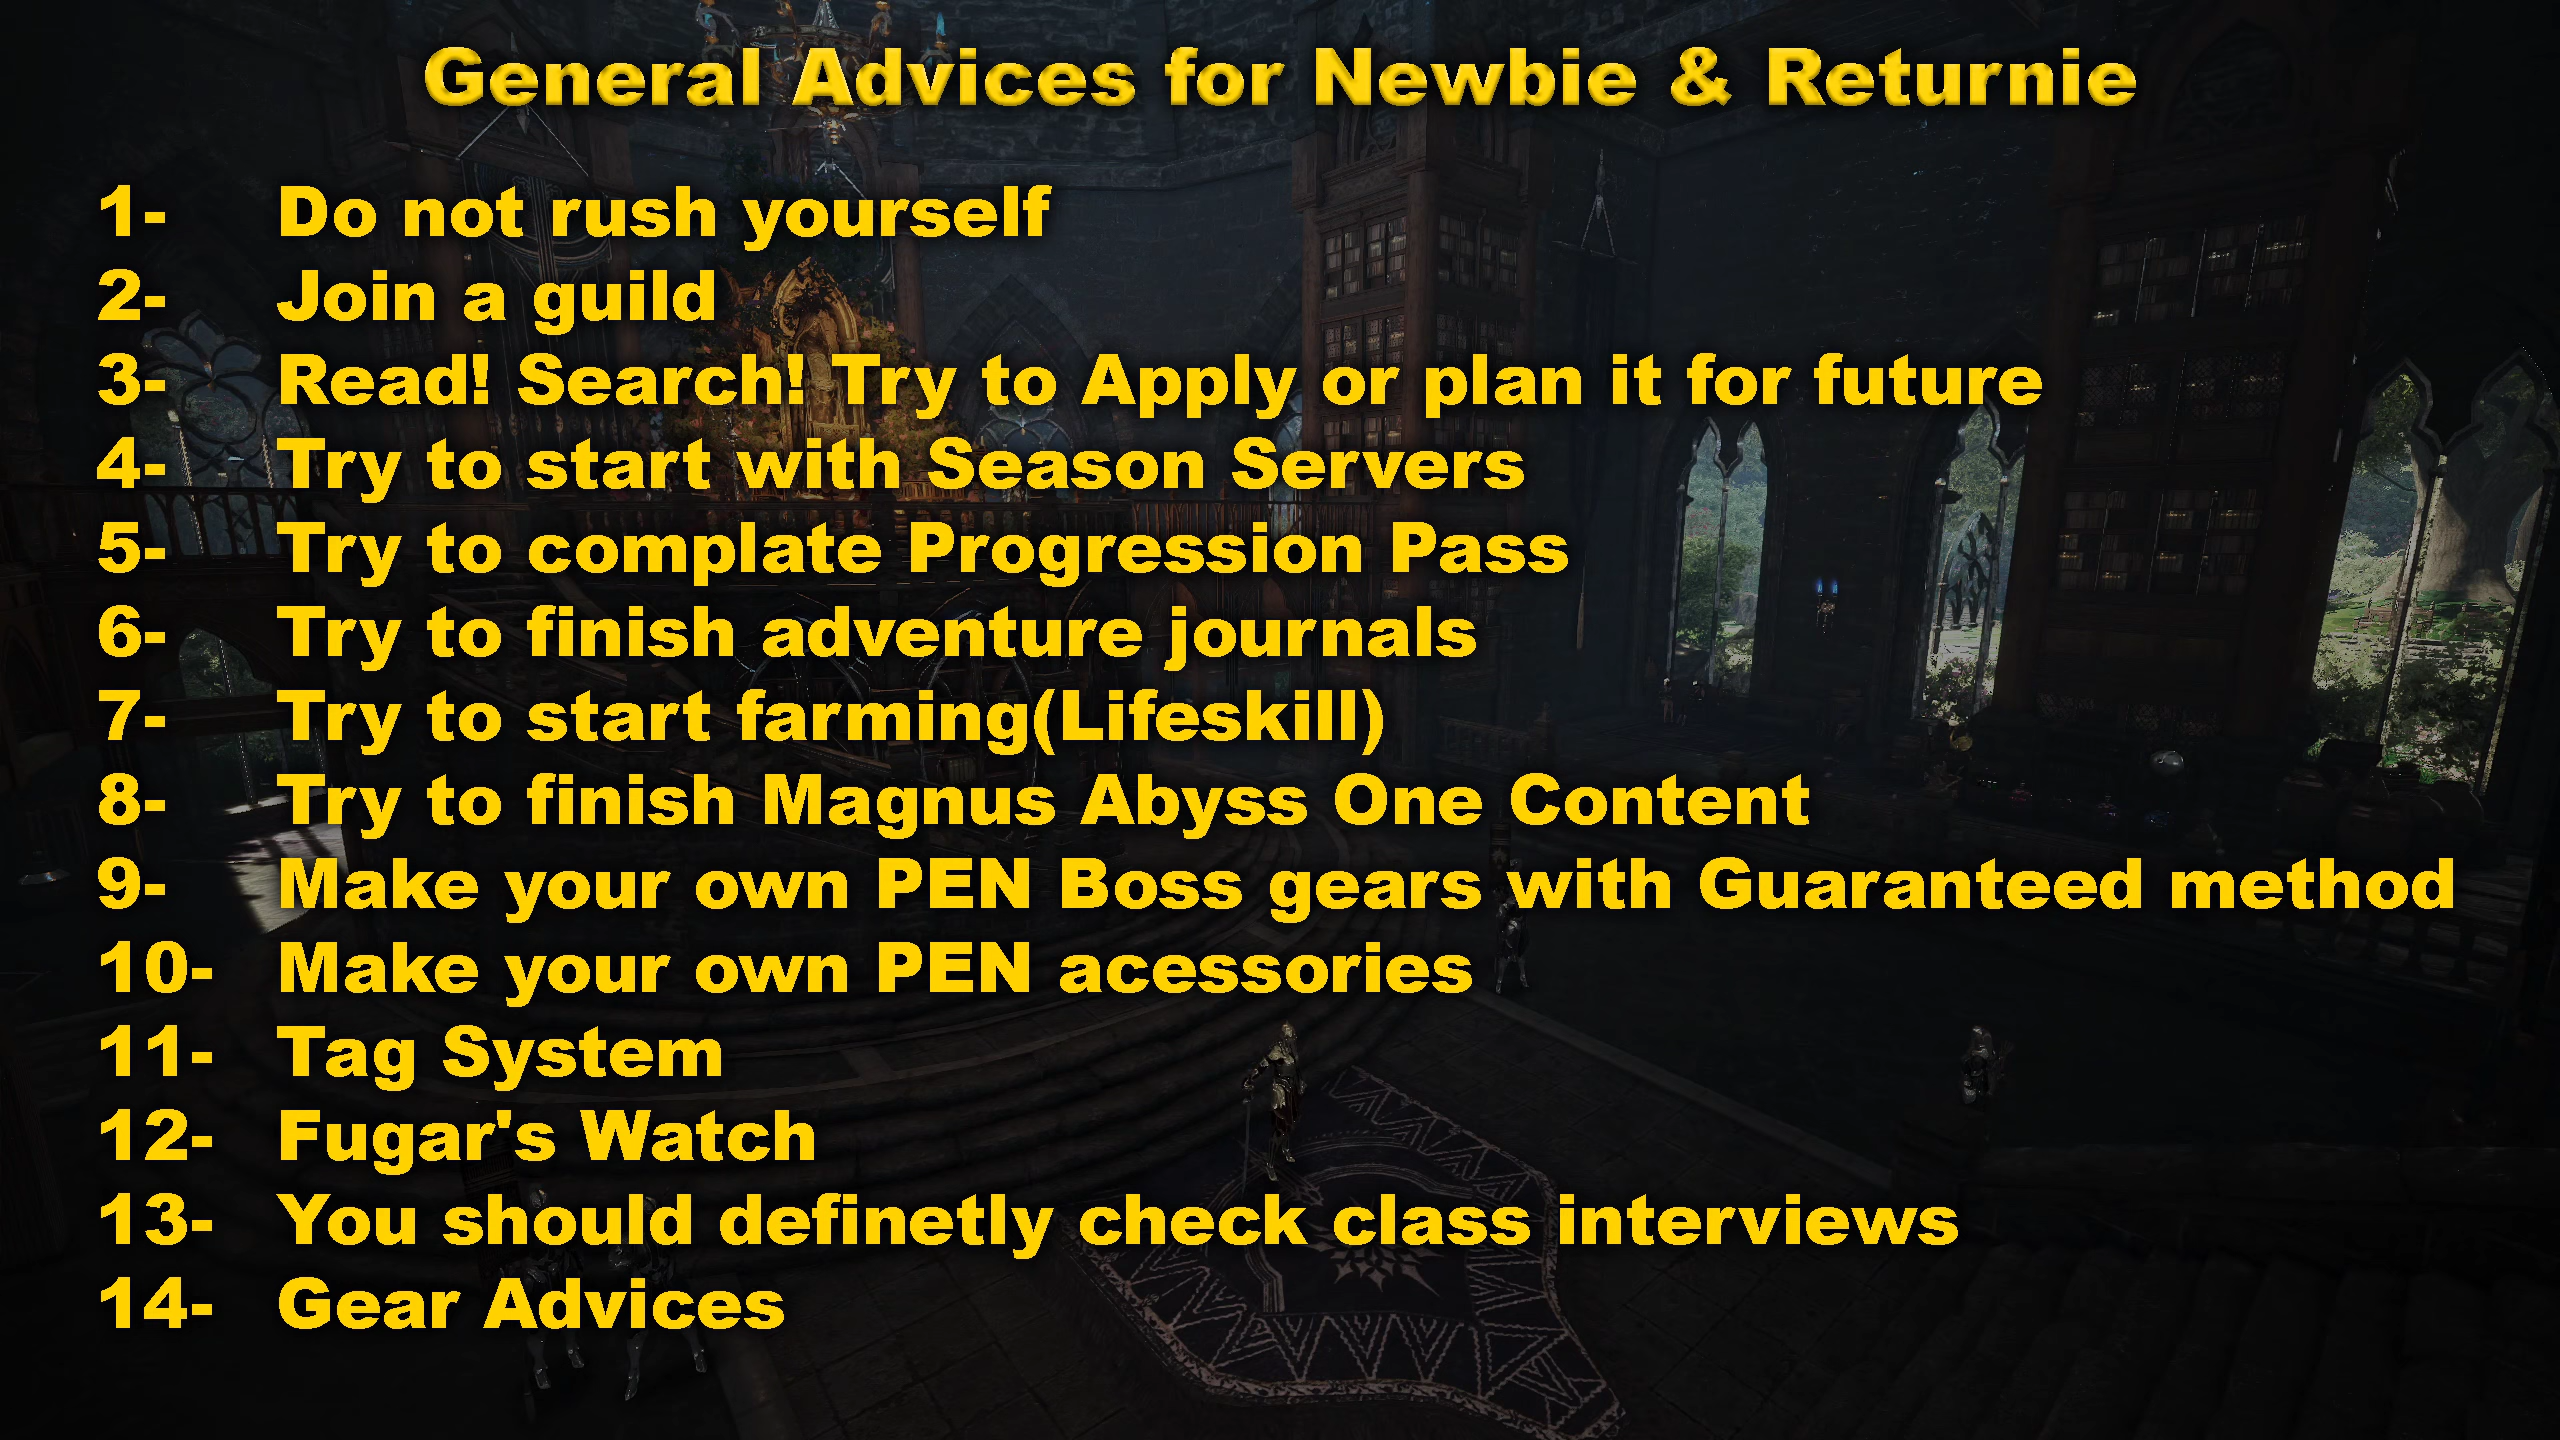 General Advices for Newbie & Returnie
1- Do not rush yourself
2- Join a guild
3- Read! Search! Try to Apply or plan it for future
4- Try to start with Season Servers
5- Try to complate Progression Pass
6- Try to finish adventure journals
7- Try to start farming(Lifeskill)
8- Try to finish Magnus Abyss One Content
9- Make your own PEN Boss gears with Guaranteed method
10- Make your own PEN acessories
11- Tag System
12- Fugar's Watch
13- You should definetly check class interviews
14- Gear Advices